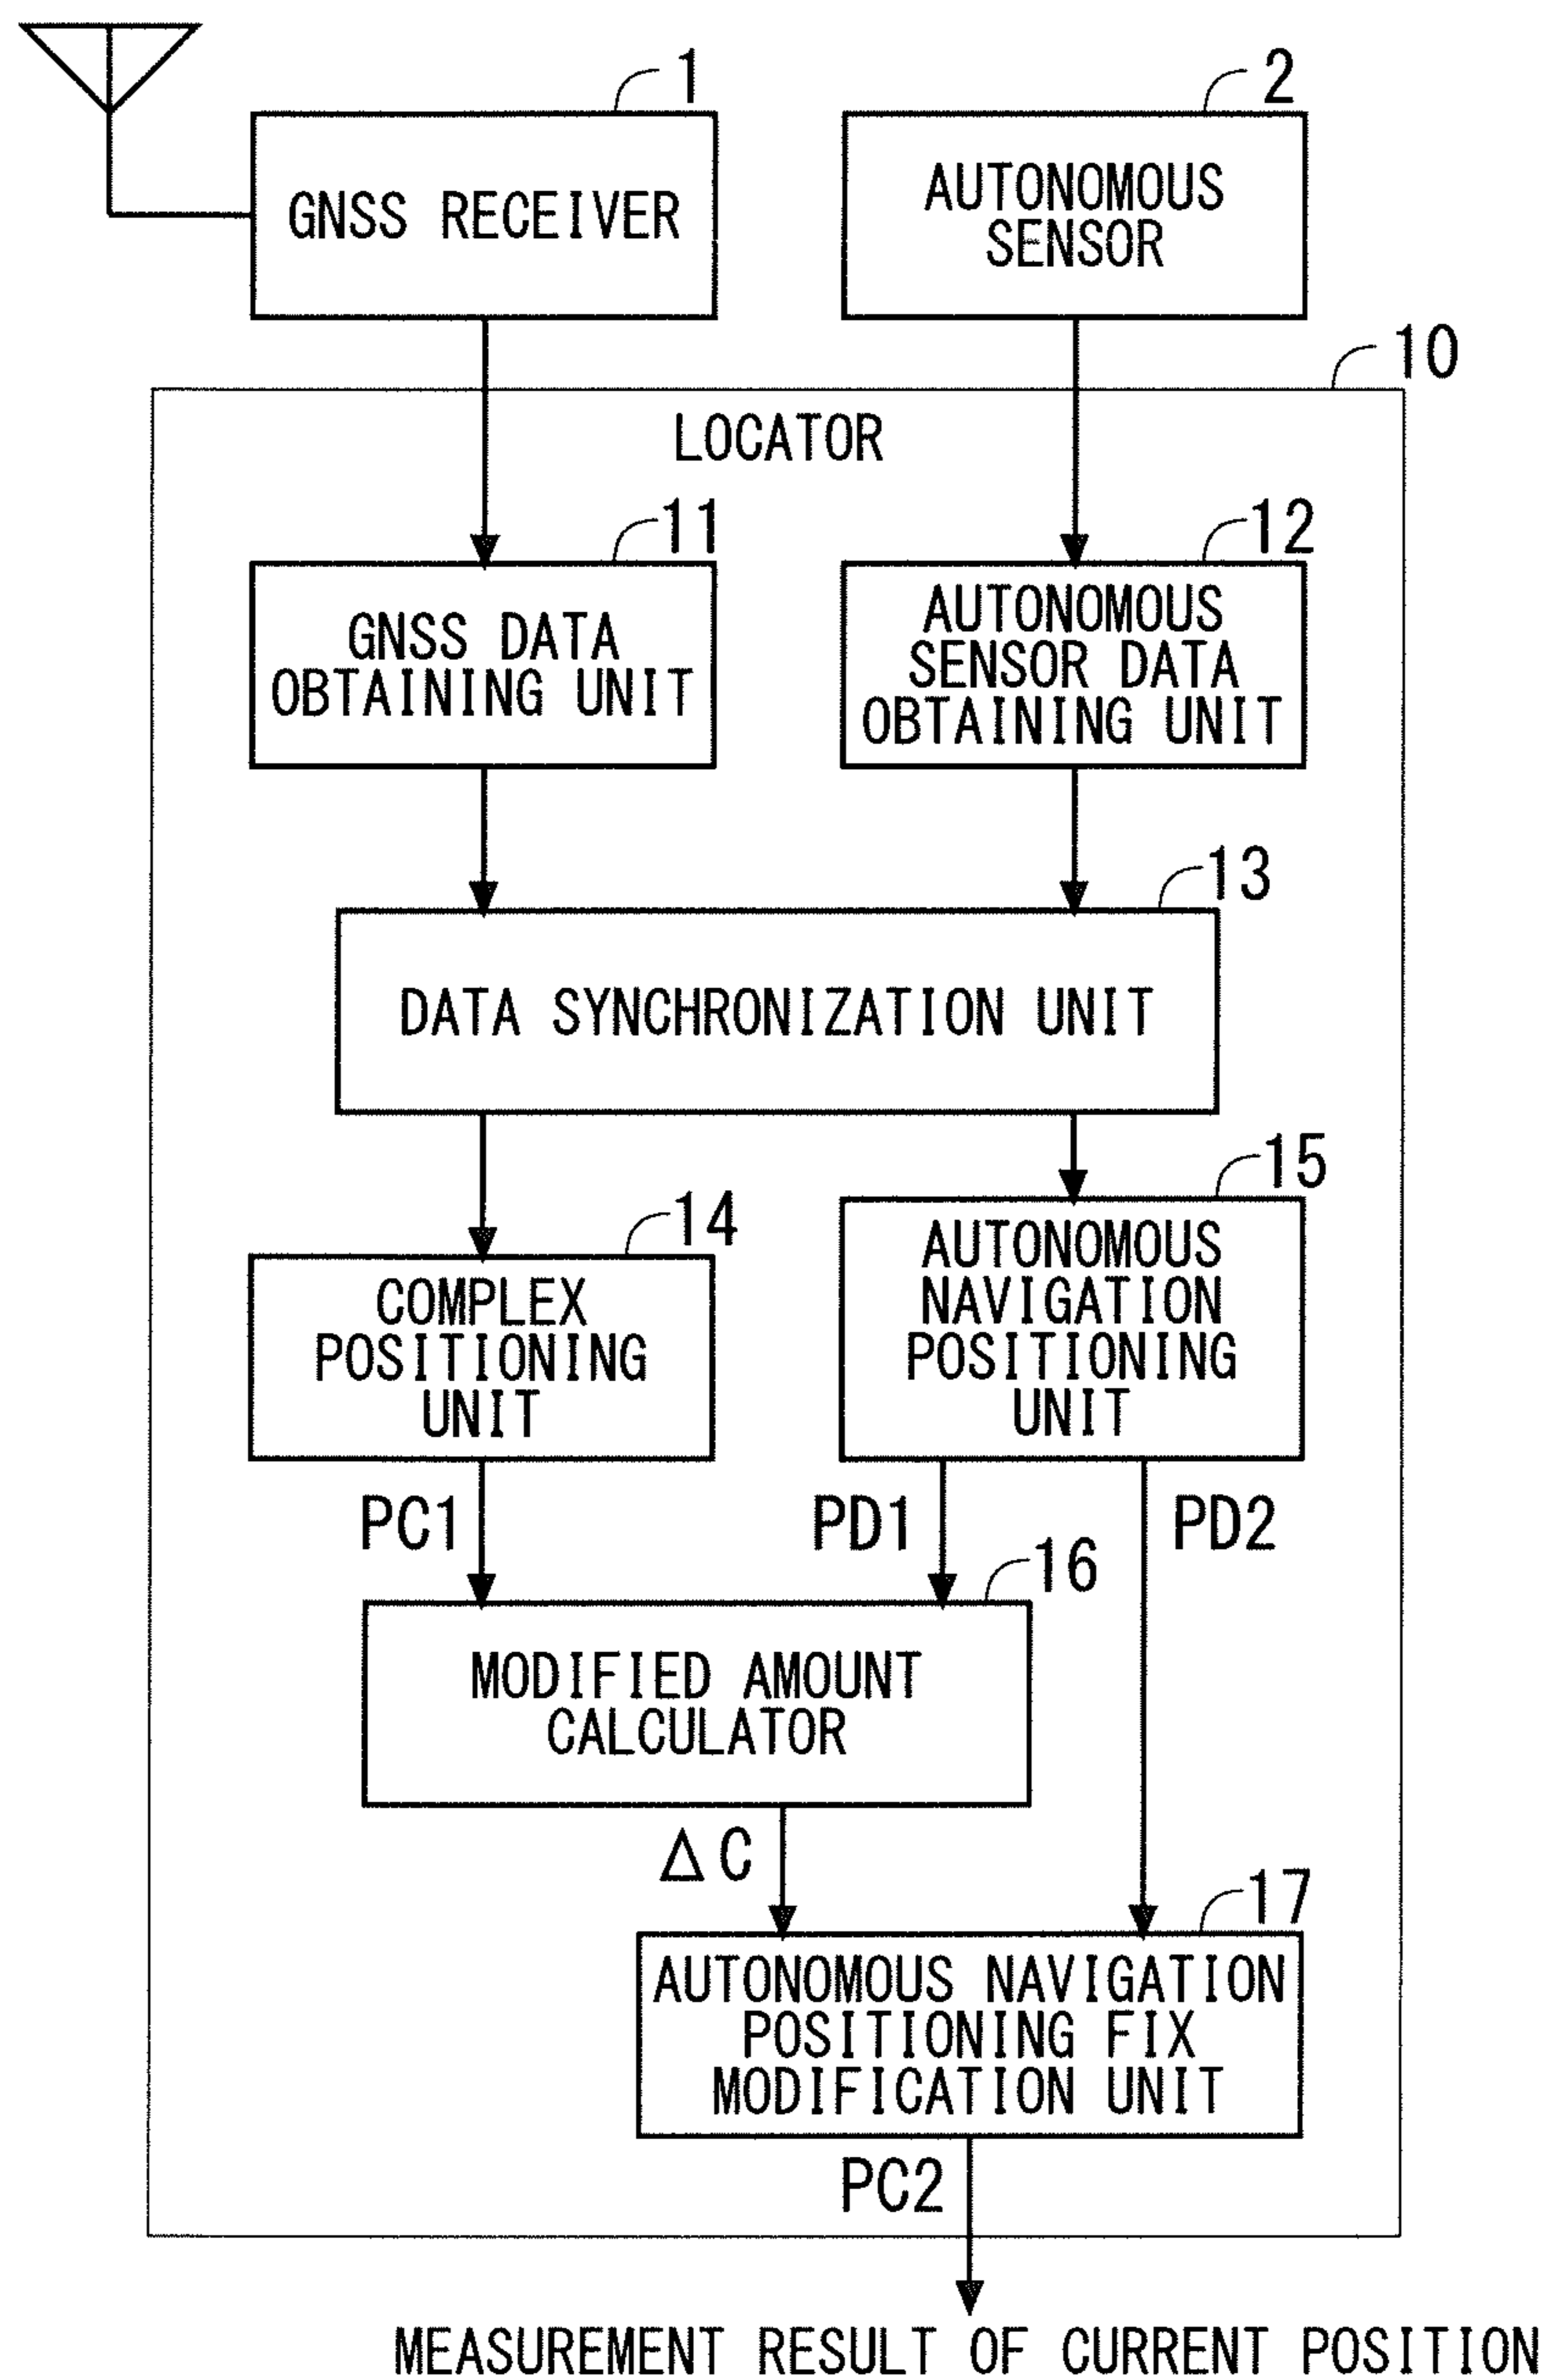 1
2
GNSS RECEIVER
AUTONOMOUS
SENSOR
10
LOCATOR
11
12
GNSS DATA
OBTAINING UNIT
AUTONOMOUS
SENSOR DATA
OBTAINING UNIT
13
DATA SYNCHRONIZATION UNIT
14
15
COMPLEX
POSITIONING
UNIT
AUTONOMOUS
NAVIGATION
POSITIONING
UNIT
PC1
PD1
PD2
16
MODIFIED AMOUNT
CALCULATOR
ΔC
17
AUTONOMOUS NAVIGATION
POSITIONING FIX
MODIFICATION UNIT
PC2
MEASUREMENT RESULT OF CURRENT POSITION